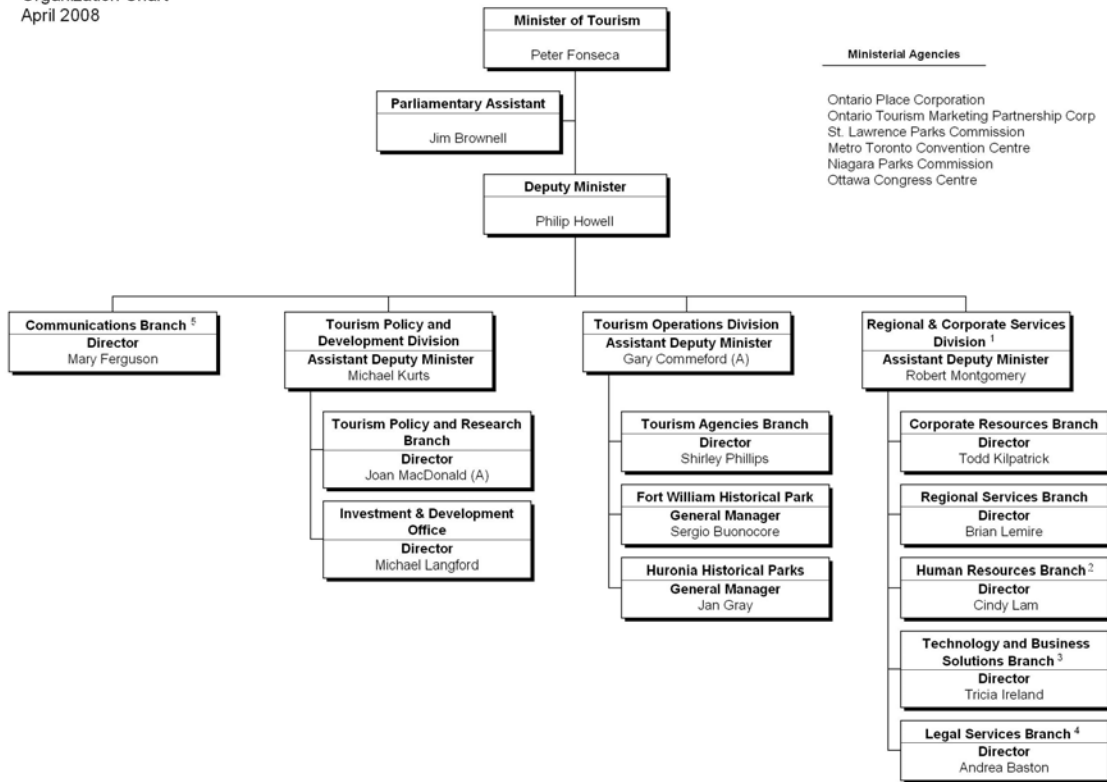 April 2008
Minister of Tourism
Peter Fonseca
Ministerial Agencies
Ontario Place Corporation
Ontario Tourism Marketing Partnership Corp
St. Lawrence Parks Commission
Metro Toronto Convention Centre
Niagara Parks Commission
Ottawa Congress Centre
Parliamentary Assistant
Jim Brownell
Deputy Minister
Philip Howell
Communications Branch 5
Director
Mary Ferguson
Tourism Policy and
Development Division
Assistant Deputy Minister
Michael Kurts
Tourism Policy and Research
Branch
Director
Joan MacDonald (A)
Investment & Development
Office
Director
Michael Langford
Tourism Operations Division
Assistant Deputy Minister
Gary Commeford (A)
Tourism Agencies Branch
Director
Shirley Phillips
Fort William Historical Park
General Manager
Sergio Buonocore
Huronia Historical Parks
General Manager
Jan Gray
Regional & Corporate Services
Division 1
Assistant Deputy Minister
Robert Montgomery
Corporate Resources Branch
Director
Todd Kilpatrick
Regional Services Branch
Director
Brian Lemire
Human Resources Branch 2
Director
Cindy Lam
Technology and Business
Solutions Branch 3
Director
Tricia Ireland
Legal Services Branch 4
Director
Andrea Baston